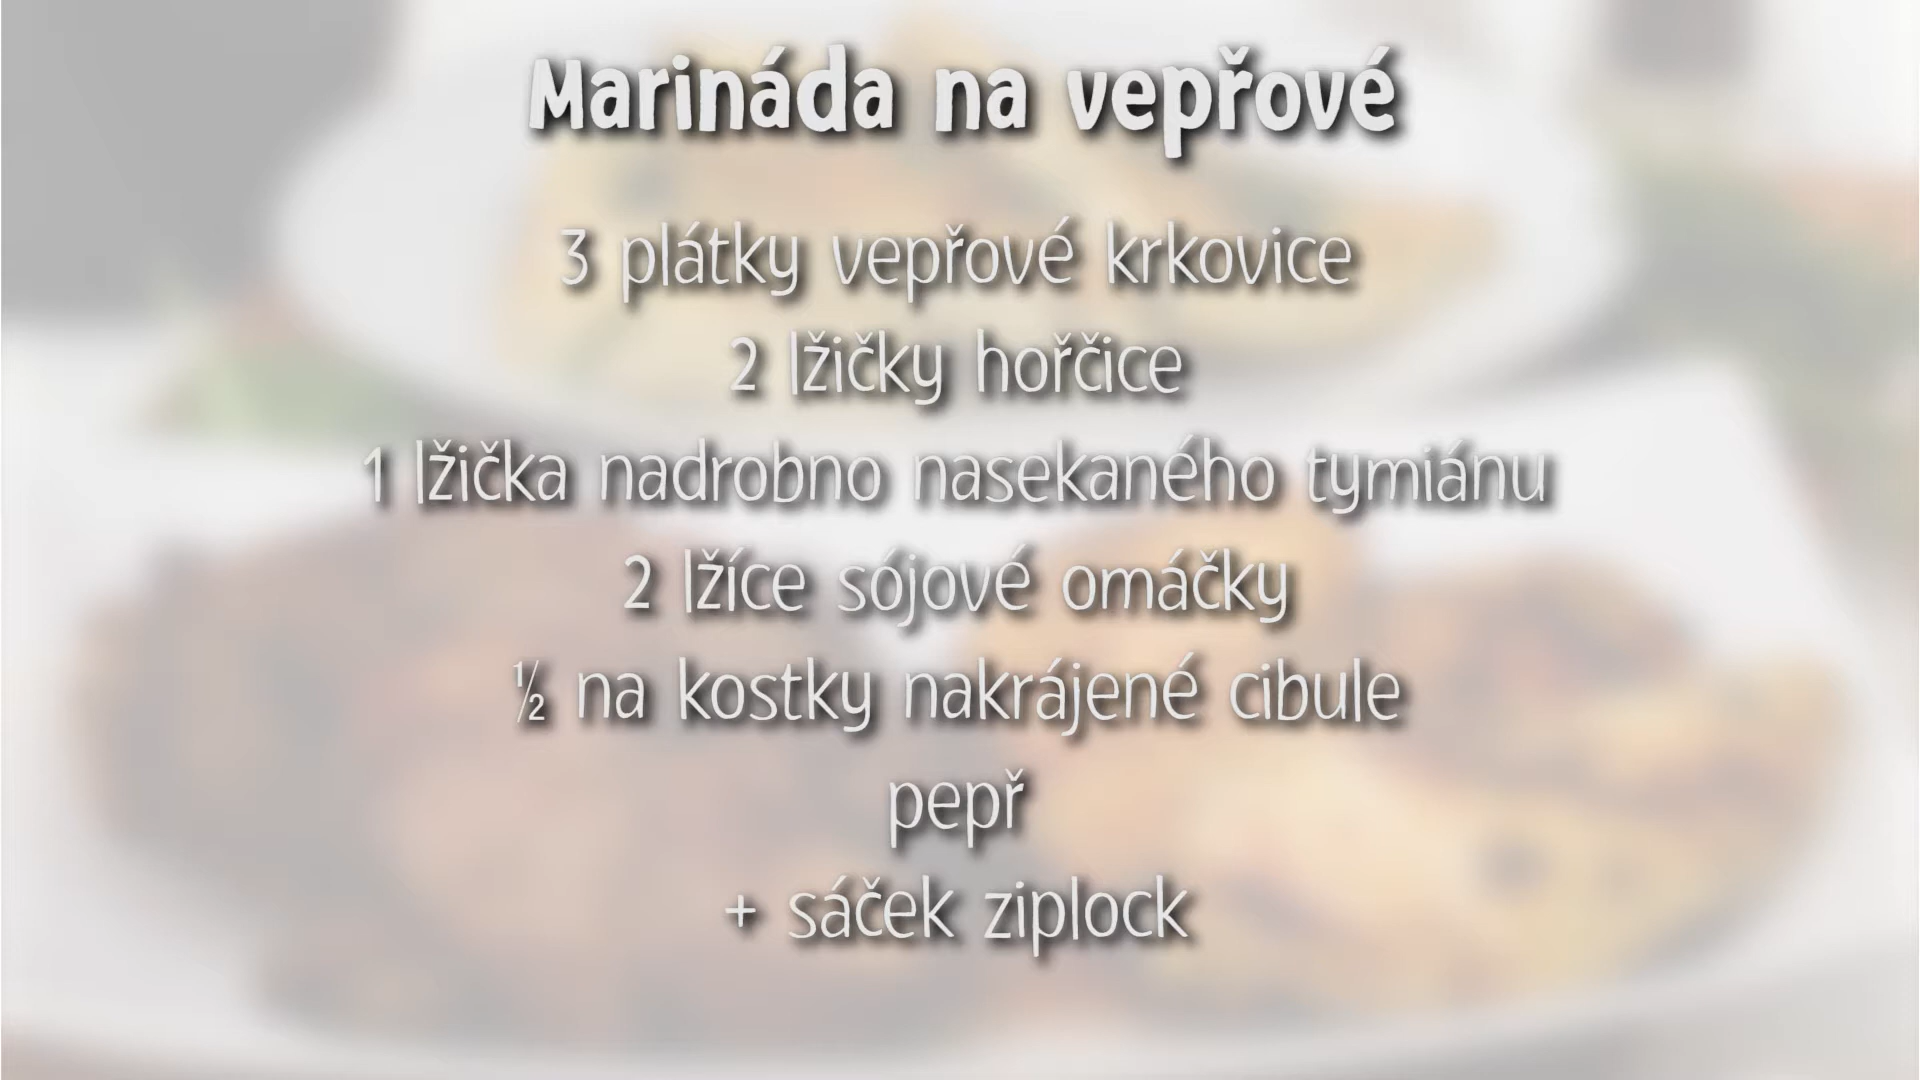 Marináda na vepřové
3 plátky vepřové krkovice
2 lžičky hořčice
1 lžička nadrobno nasekaného tymiánu
2 lžíce sójové omáčky
½ na kostky nakrájené cibule
pepř
+ sáček ziplock